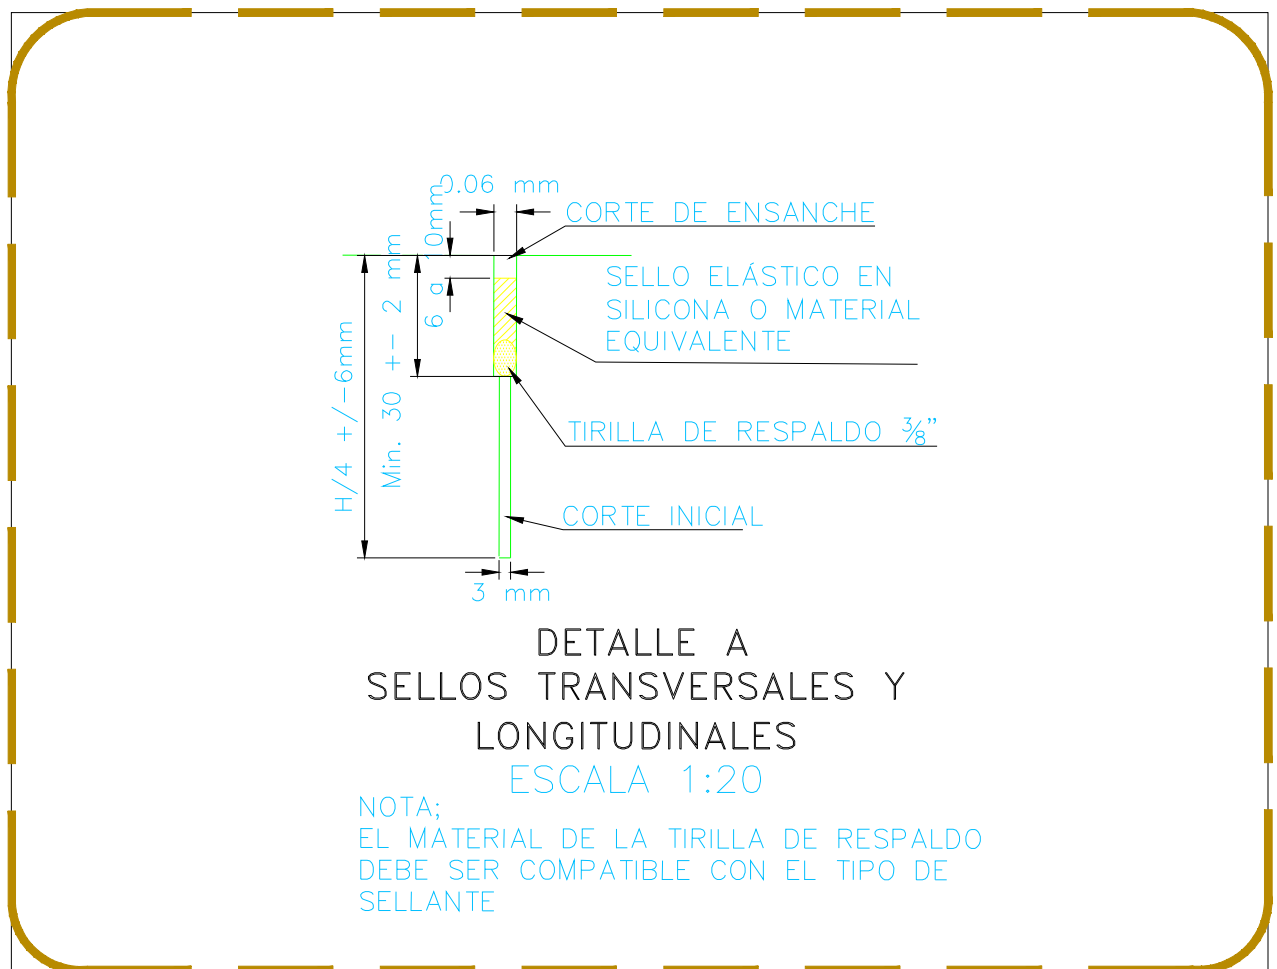 0.06 mm
CORTE DE ENSANCHE
6 a 10mm
Min. 30 +- 2 mm
H/4 +/-6mm
SELLO ELÁSTICO EN
SILICONA O MATERIAL
EQUIVALENTE
TIRILLA DE RESPALDO ⅜”
CORTE INICIAL
3 mm
DETALLE A
SELLOS TRANSVERSALES Y
LONGITUDINALES
ESCALA 1:20
NOTA;
EL MATERIAL DE LA TIRILLA DE RESPALDO
DEBE SER COMPATIBLE CON EL TIPO DE
SELLANTE